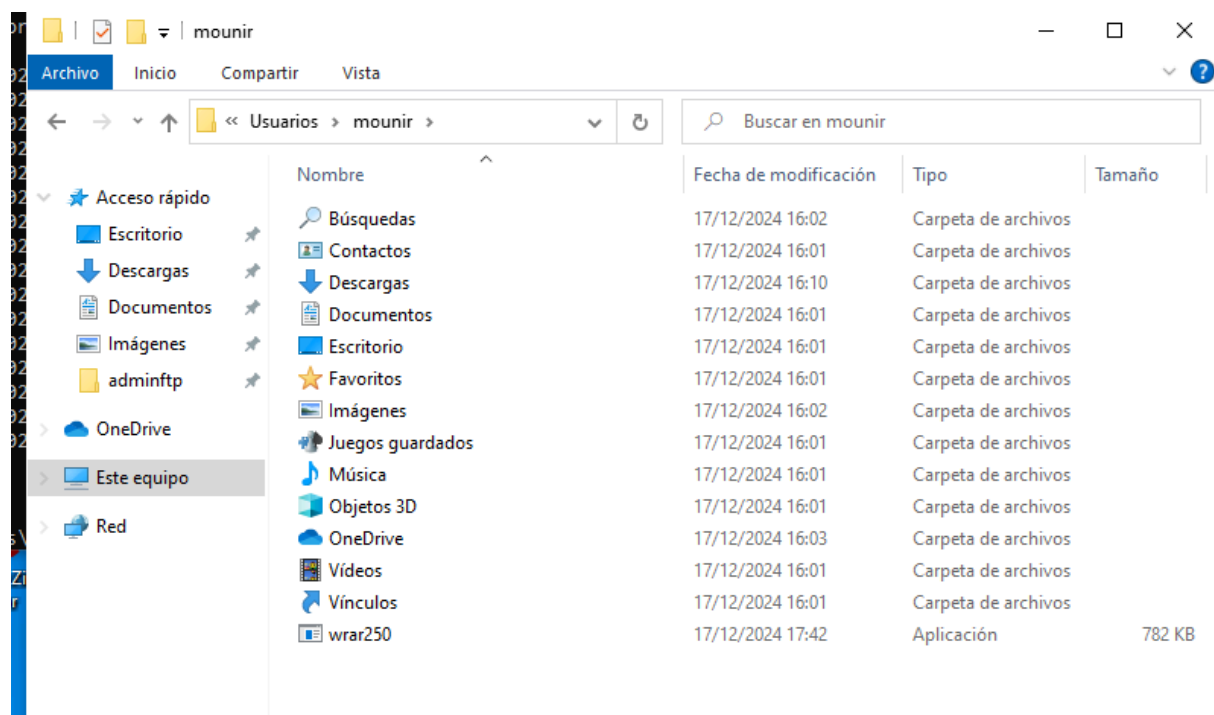 mounir
Archivo Inicio Compartir Vista
« Usuarios > mounir > Buscar en mounir
Nombre Fecha de modificación Tipo Tamaño
Acceso rápido
Escritorio
Descargas
Documentos
Imágenes
adminftp
OneDrive
Este equipo
Red
Búsquedas 17/12/2024 16:02 Carpeta de archivos
Contactos 17/12/2024 16:01 Carpeta de archivos
Descargas 17/12/2024 16:10 Carpeta de archivos
Documentos 17/12/2024 16:01 Carpeta de archivos
Escritorio 17/12/2024 16:01 Carpeta de archivos
Favoritos 17/12/2024 16:01 Carpeta de archivos
Imágenes 17/12/2024 16:02 Carpeta de archivos
Juegos guardados 17/12/2024 16:01 Carpeta de archivos
Música 17/12/2024 16:01 Carpeta de archivos
Objetos 3D 17/12/2024 16:01 Carpeta de archivos
OneDrive 17/12/2024 16:03 Carpeta de archivos
Vídeos 17/12/2024 16:01 Carpeta de archivos
Vínculos 17/12/2024 16:01 Carpeta de archivos
wrar250 17/12/2024 17:42 Aplicación 782 KB